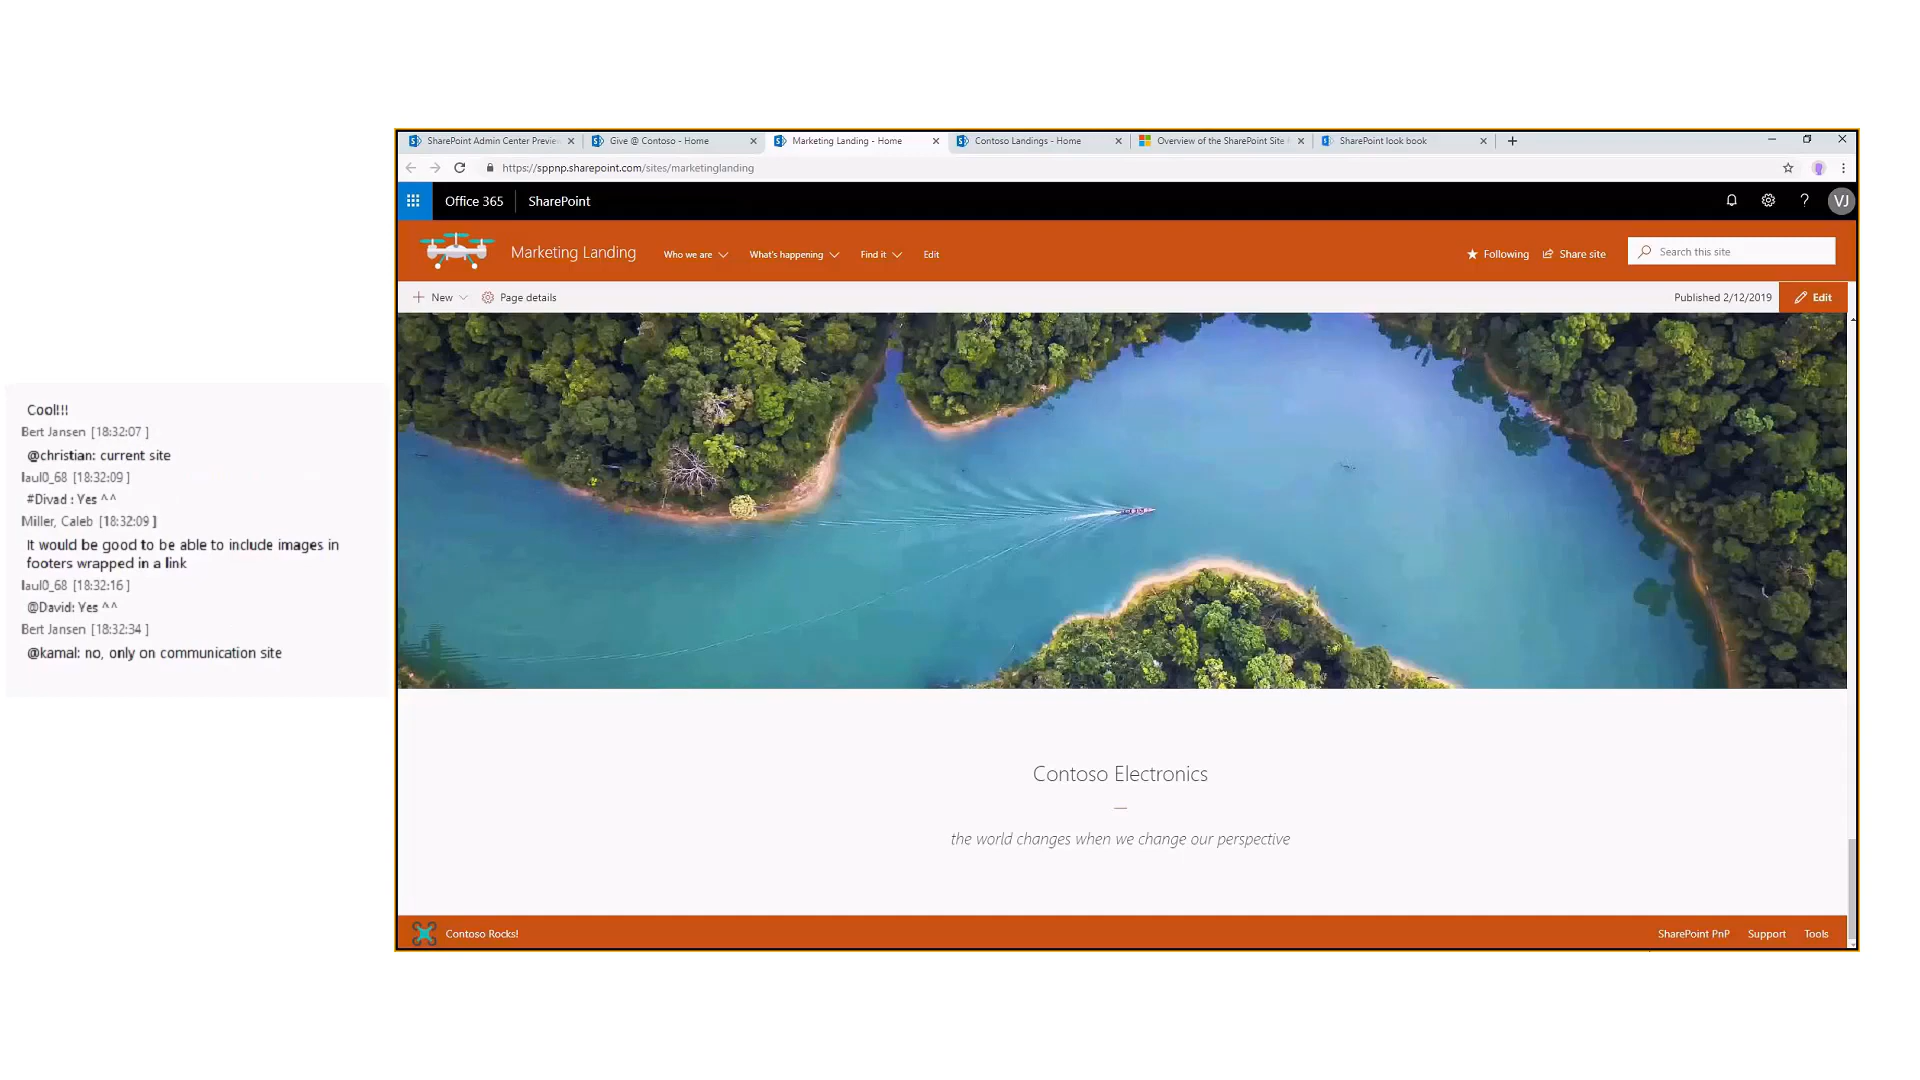 Cool!!!
Bert Jansen [18:32:07 ]
@christian: current site
laul0_68 [18:32:09 ]
#Divad : Yes ^^
Miller, Caleb [18:32:09 ]
It would be good to be able to include images in
footers wrapped in a link
laul0_68 [18:32:16 ]
@David: Yes ^^
Bert Jansen [18:32:34 ]
@kamal: no, only on communication site
SharePoint Admin Center Preview
Give @ Contoso - Home
Marketing Landing - Home
Contoso Landings - Home
Overview of the SharePoint Site
SharePoint look book
https://sppnp.sharepoint.com/sites/marketinglanding
Office 365
SharePoint
VJ
Marketing Landing
Who we are
What's happening
Find it
Edit
Following
Share site
Search this site
New
Page details
Published 2/12/2019
Edit
Contoso Electronics
the world changes when we change our perspective
Contoso Rocks!
SharePoint PnP
Support
Tools